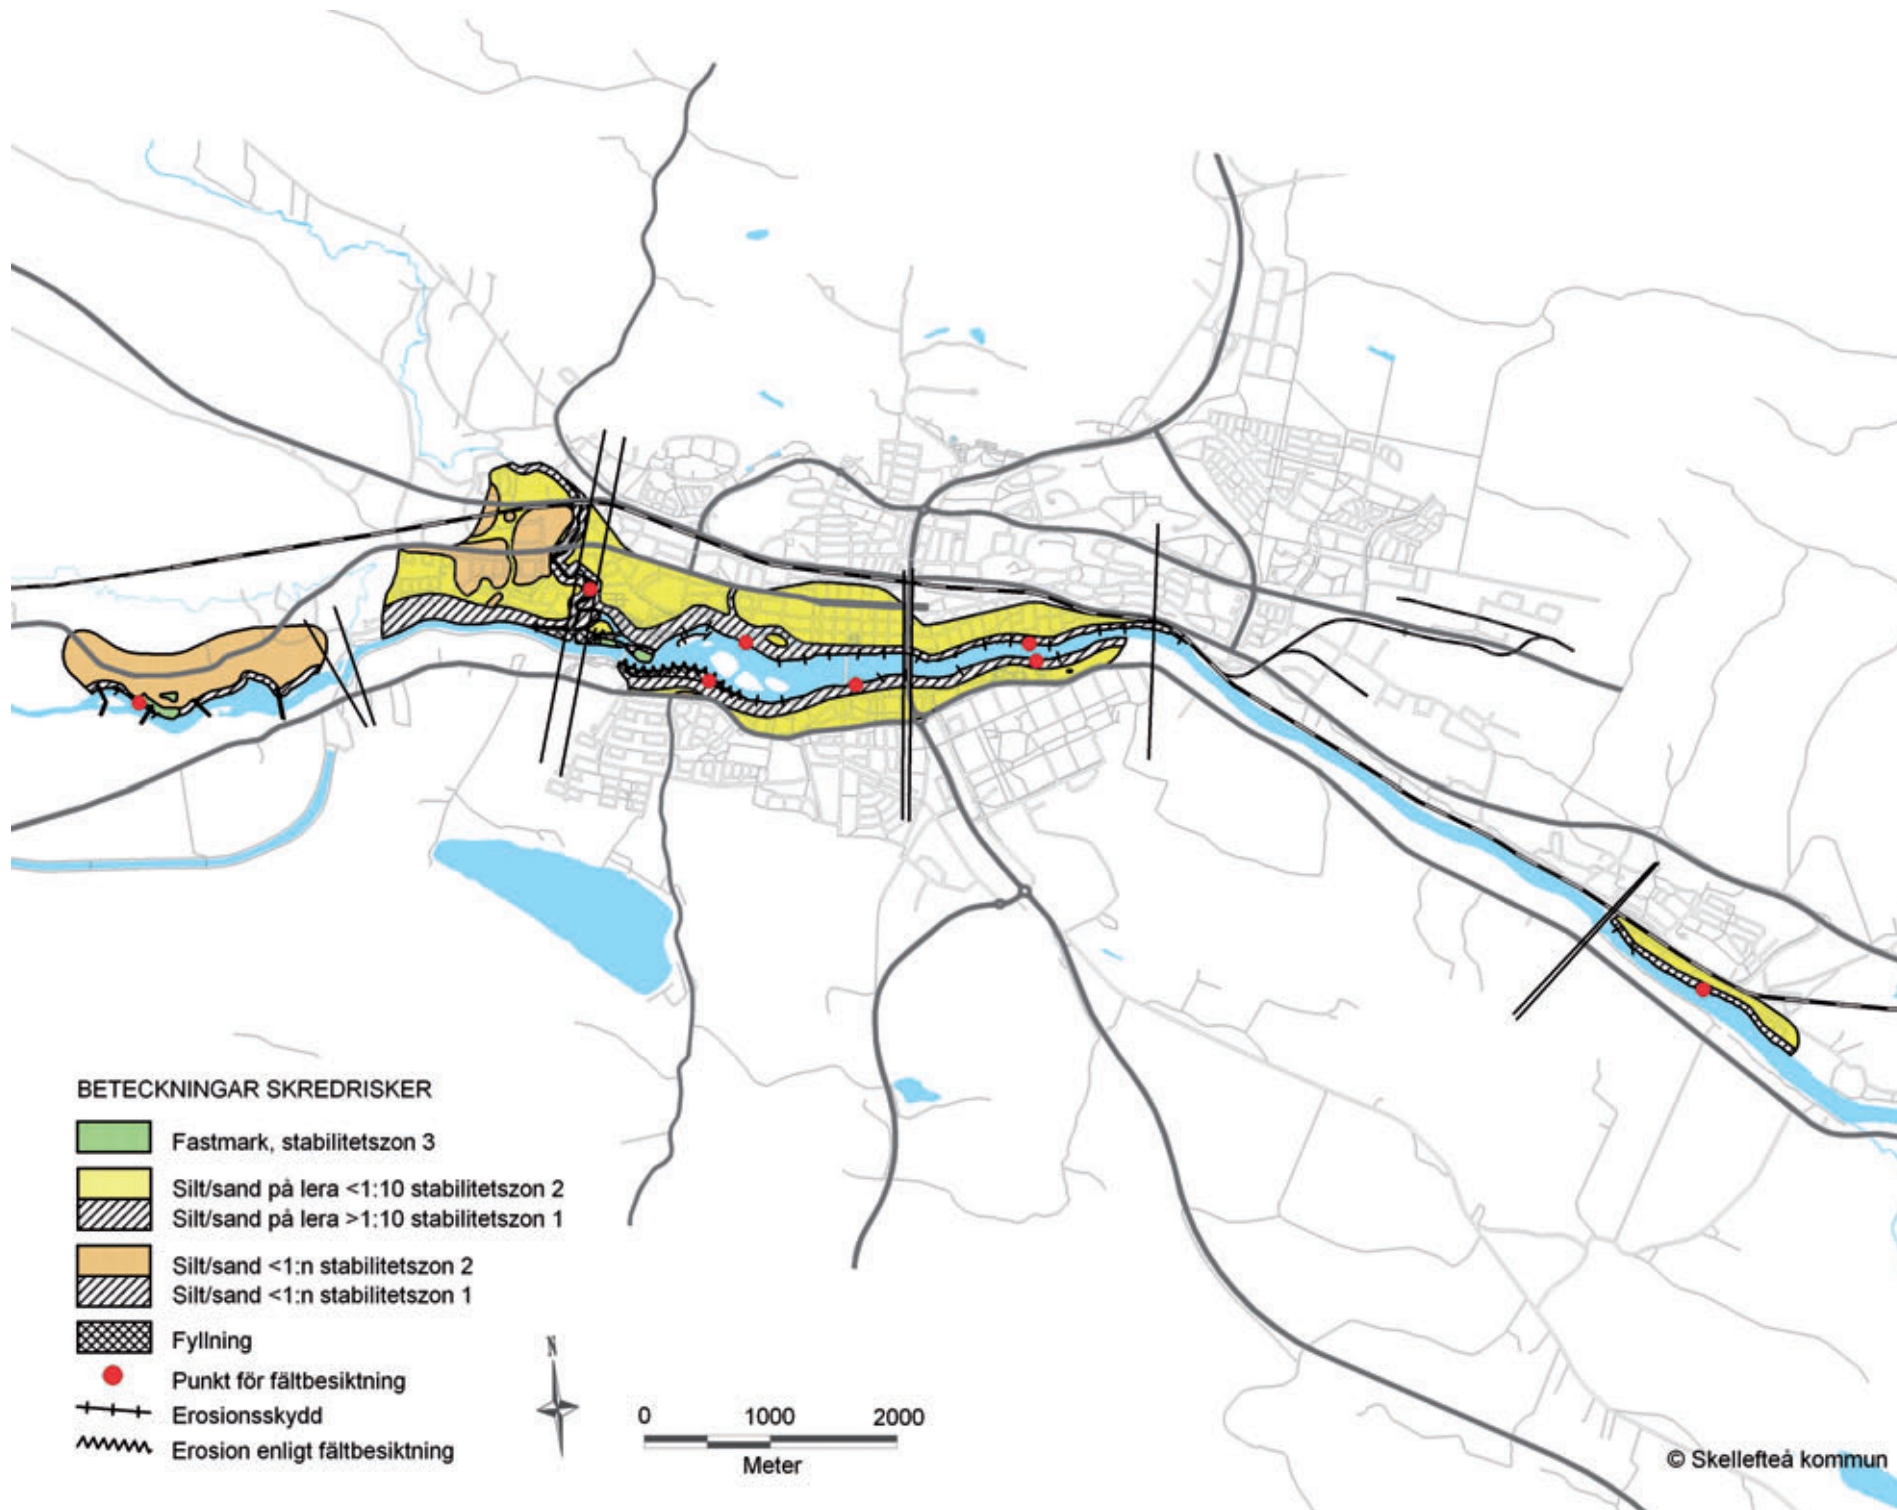 BETECKNINGAR SKREDRISKER
Fastmark, stabilitetszon 3
Silt/sand på lera <1:10 stabilitetszon 2
Silt/sand på lera >1:10 stabilitetszon 1
Silt/sand <1:n stabilitetszon 2
Silt/sand <1:n stabilitetszon 1
Fyllning
Punkt för fältbesiktning
Erosionsskydd
Erosion enligt fältbesiktning
N
0 1000 2000
Meter
© Skellefteå kommun